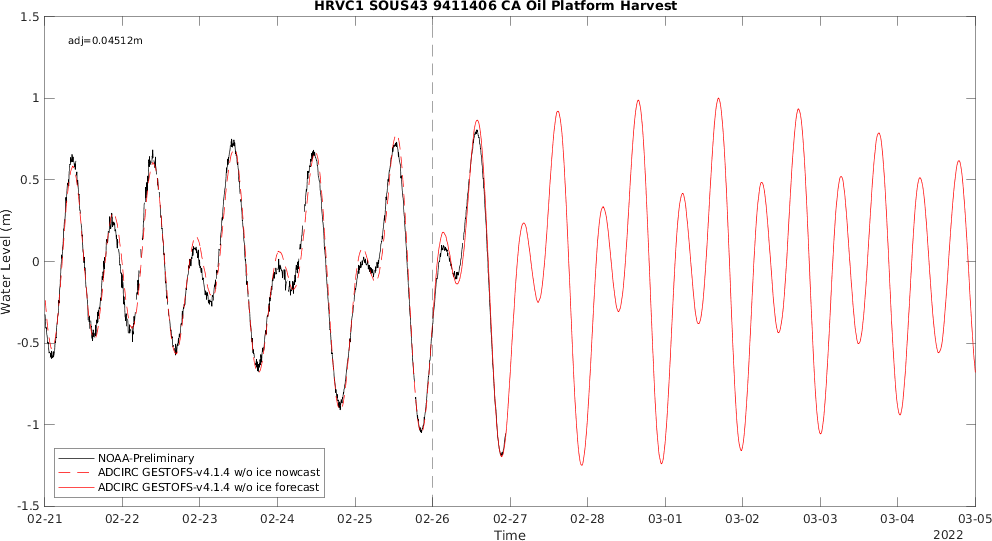 HRVC1 SOUS43 9411406 CA Oil Platform Harvest
1.5
adj=0.04512m
1
0.5
0
-0.5
-1
-1.5
Water Level (m)
NOAA-Preliminary
ADCIRC GESTOFS-v4.1.4 w/o ice nowcast
ADCIRC GESTOFS-v4.1.4 w/o ice forecast
02-21 02-22 02-23 02-24 02-25 02-26 02-27 02-28 03-01 03-02 03-03 03-04 03-05
Time
2022